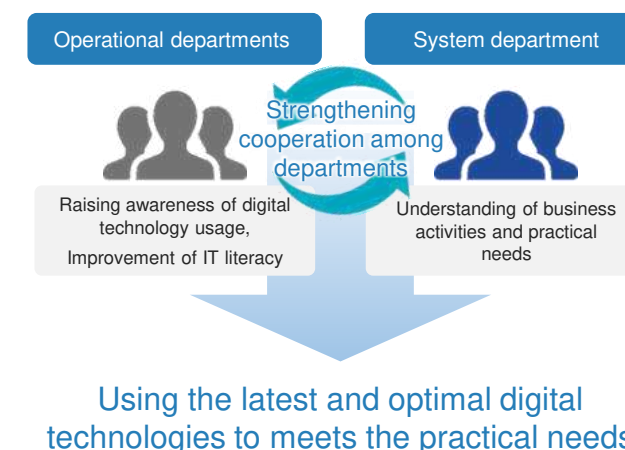 Operational departments
System department
Strengthening
cooperation among
departments
Raising awareness of digital
technology usage,
Improvement of IT literacy
Understanding of business
activities and practical
needs
Using the latest and optimal digital
technologies to meets the practical needs